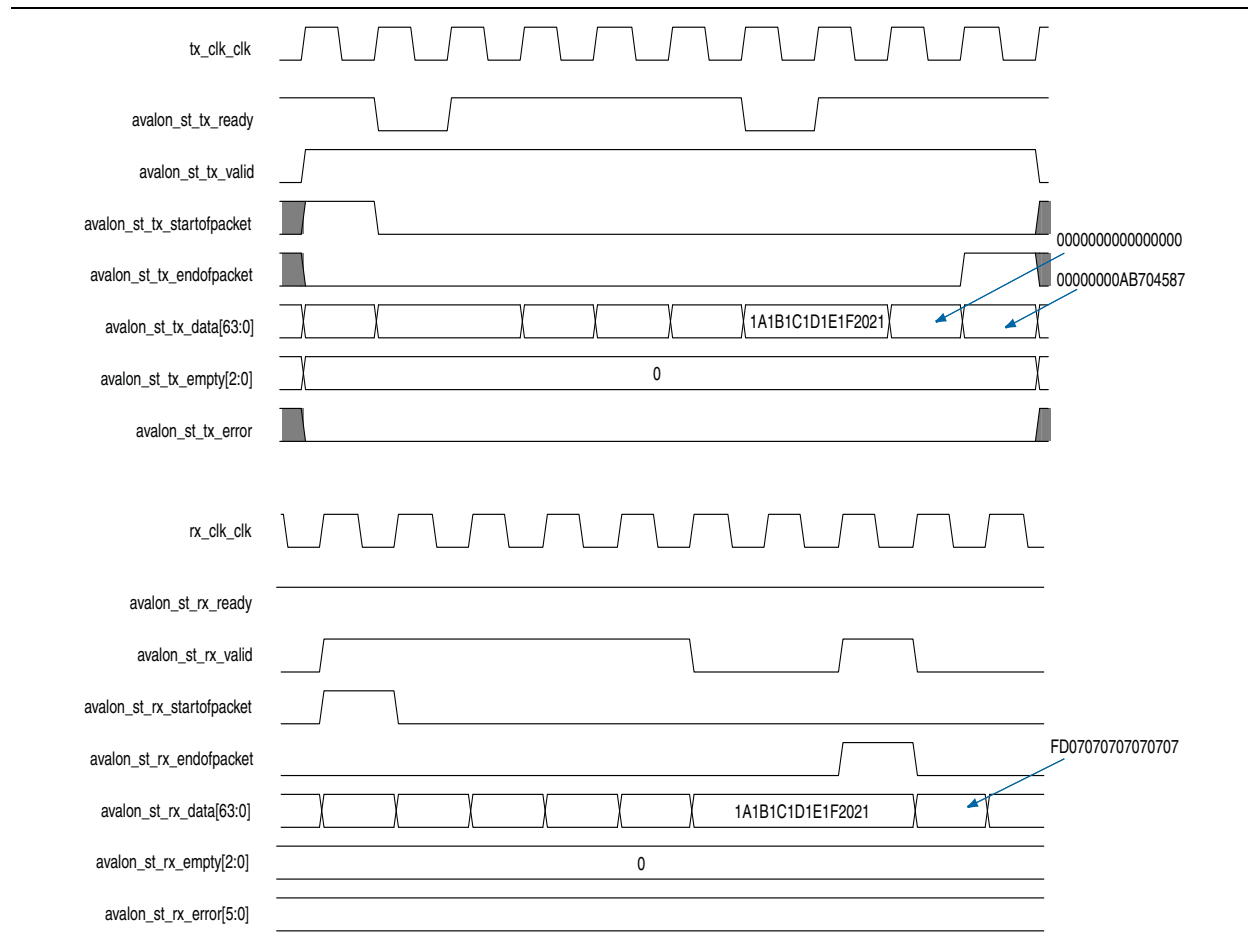 tx_clk_clk
avalon_st_tx_ready
avalon_st_tx_valid
avalon_st_tx_startofpacket
0000000000000000
avalon_st_tx_endofpacket
00000000AB704587
avalon_st_tx_data[63:0]
1A1B1C1D1E1F2021
avalon_st_tx_empty[2:0]
0
avalon_st_tx_error
rx_clk_clk
avalon_st_rx_ready
avalon_st_rx_valid
avalon_st_rx_startofpacket
avalon_st_rx_endofpacket
FD07070707070707
avalon_st_rx_data[63:0]
1A1B1C1D1E1F2021
avalon_st_rx_empty[2:0]
0
avalon_st_rx_error[5:0]